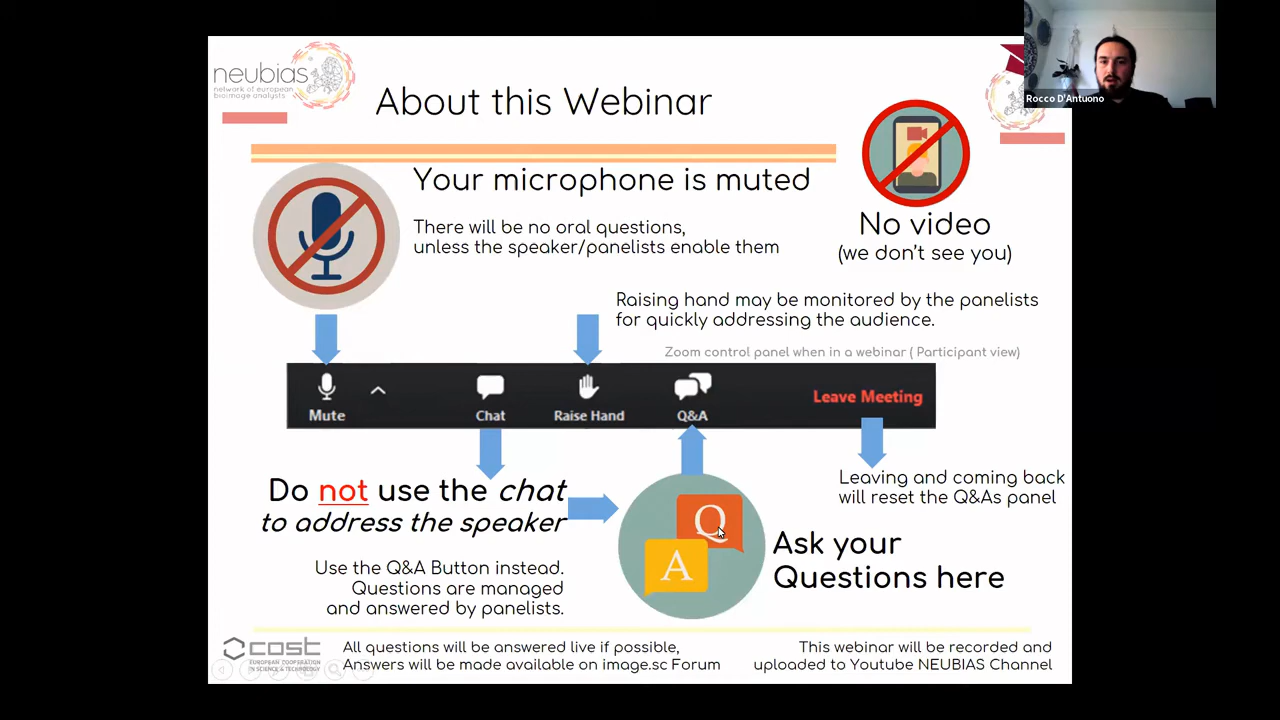 neubias
network of european
bioimage analysts
About this Webinar
Rocco D'Antuono
Your microphone is muted
There will be no oral questions,
unless the speaker/panelists enable them
No video
(we don't see you)
Raising hand may be monitored by the panelists
for quickly addressing the audience.
Zoom control panel when in a webinar ( Participant view)
Mute
Chat
Raise Hand
Q&A
Leave Meeting
Do not use the chat
to address the speaker
Use the Q&A Button instead.
Questions are managed
and answered by panelists.
Q
A
Ask your
Questions here
Leaving and coming back
will reset the Q&As panel
cost
EUROPEAN COOPERATION
IN SCIENCE & TECHNOLOGY
All questions will be answered live if possible,
Answers will be made available on image.sc Forum
This webinar will be recorded and
uploaded to Youtube NEUBIAS Channel